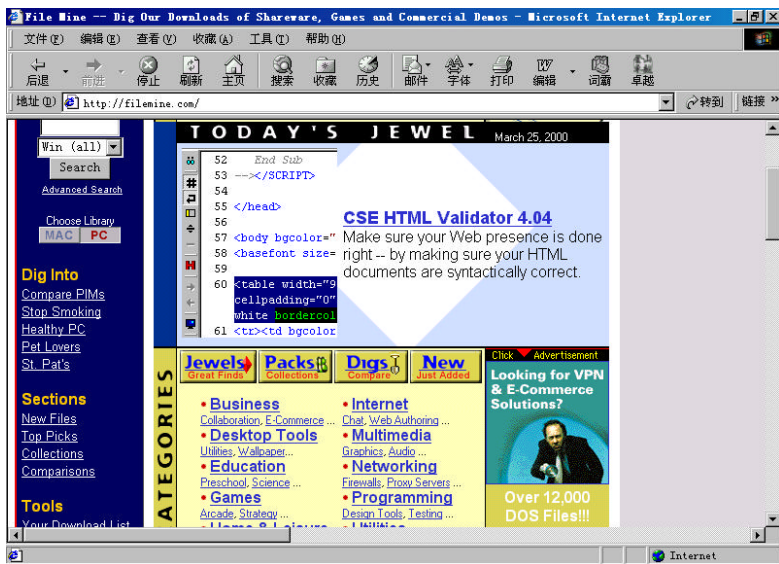 File Mine -- Dig Our Downloads of Shareware, Games and Commercial Demos - Microsoft Internet Explorer
文件(F) 编辑(E) 查看(V) 收藏(A) 工具(T) 帮助(H)
后退 前进 停止 刷新 主页 搜索 收藏 历史 邮件 字体 打印 编辑 词霸 卓越
地址(D) http://filemine.com/ 转到 链接 »
Win (all)
Search
Advanced Search
Choose Library
MAC PC
Dig Into
Compare PIMs
Stop Smoking
Healthy PC
Pet Lovers
St. Pat's
Sections
New Files
Top Picks
Collections
Comparisons
Tools
Your Download List
TODAY'S JEWEL March 25, 2000
52 End Sub
53 --></SCRIPT>
54
55 </head>
56
57 <body bgcolor="
58 <basefont size=
59
60 <table width="9
cellpadding="0"
white bordercol
61 <tr><td bgcolor
CSE HTML Validator 4.04
Make sure your Web presence is done
right -- by making sure your HTML
documents are syntactically correct.
ATEGORIES
Jewels Packs Digs New
Great Finds Collections Compare Just Added
• Business
Collaboration, E-Commerce ...
• Desktop Tools
Utilities, Wallpaper...
• Education
Preschool, Science ...
• Games
Arcade, Strategy ...
• Home & Leisure
• Internet
Chat, Web Authoring ...
• Multimedia
Graphics, Audio ...
• Networking
Firewalls, Proxy Servers ...
• Programming
Design Tools, Testing ...
• Utilities
Click Advertisement
Looking for VPN
& E-Commerce
Solutions?
Over 12,000
DOS Files!!!
Internet